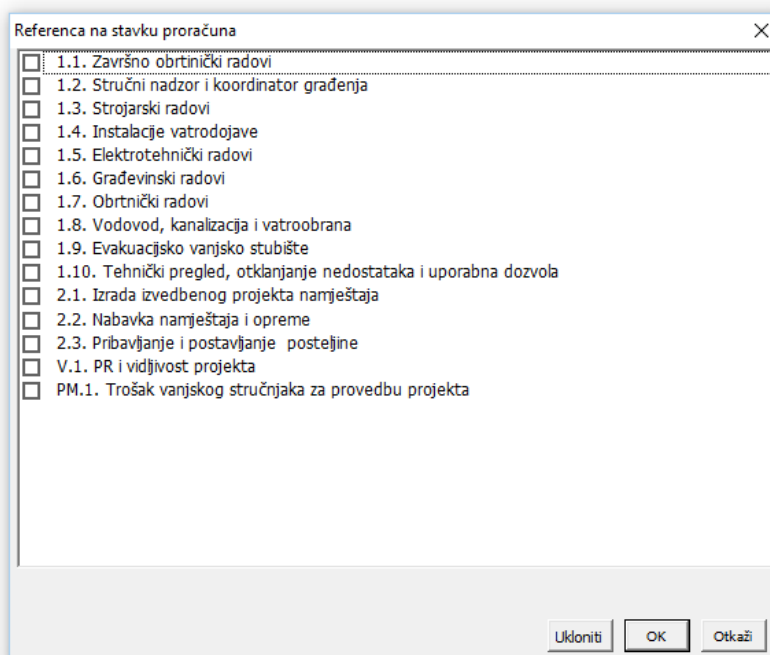 Referenca na stavku proračuna
1.1. Završno obrtinički radovi
1.2. Stručni nadzor i koordinator građenja
1.3. Strojarski radovi
1.4. Instalacije vatrodojave
1.5. Elektrotehnički radovi
1.6. Građevinski radovi
1.7. Obrtnički radovi
1.8. Vodovod, kanalizacija i vatroobrana
1.9. Evakuacijsko vanjsko stubište
1.10. Tehnički pregled, otklanjanje nedostataka i uporabna dozvola
2.1. Izrada izvedbenog projekta namještaja
2.2. Nabavka namještaja i opreme
2.3. Pribavljanje i postavljanje  posteljine
V.1. PR i vidljivost projekta
PM.1. Trošak vanjskog stručnjaka za provedbu projekta
Ukloniti OK Otkaži